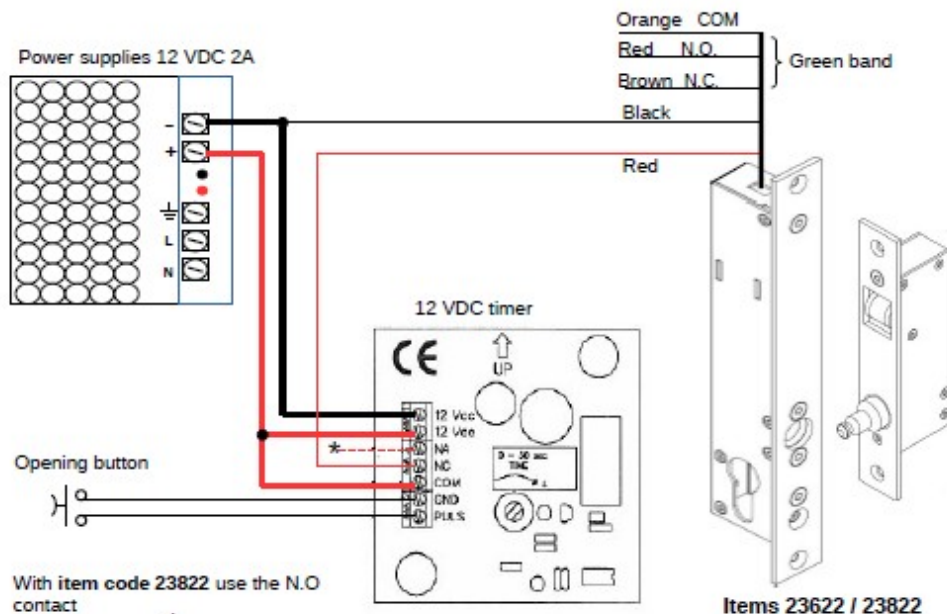 Orange COM
Power supplies 12 VDC 2A
Red N.O.
Green band
Brown N.C.
Black
Red
–
+
L
N
12 VDC timer
CE
UP
12 Vcc
12 Vcc
* NA
NC
COM
GND
PULS
0 - 30 SEC
TIME
Opening button
With item code 23822 use the N.O
contact
Items 23622 / 23822